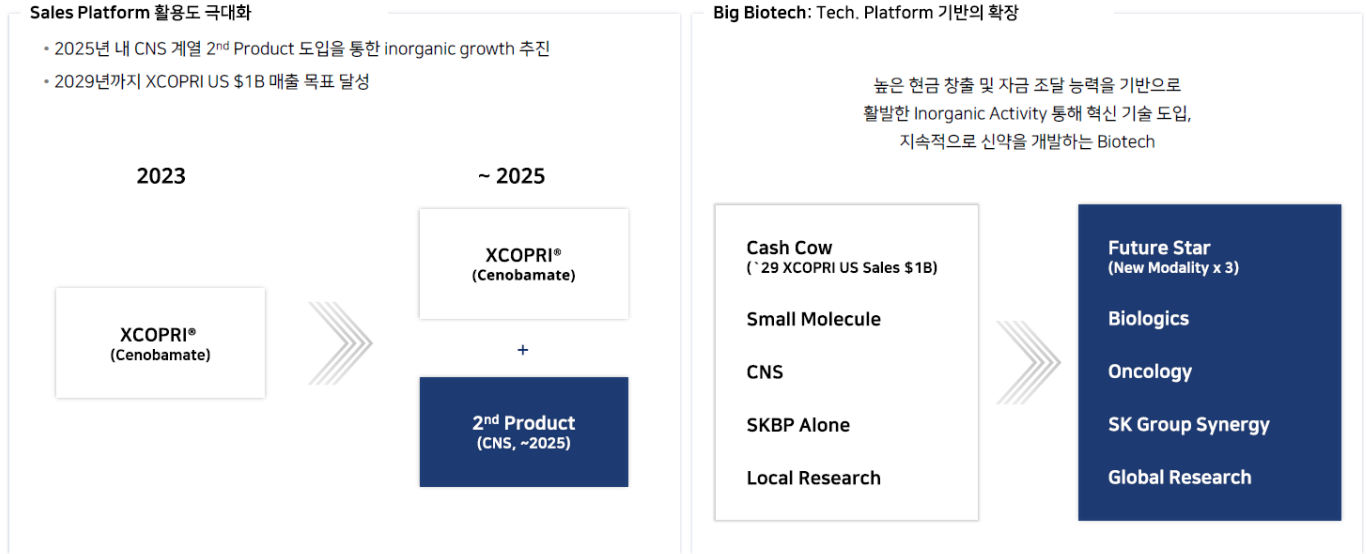 Sales Platform 활용도 극대화
• 2025년 내 CNS 계열 2nd Product 도입을 통한 inorganic growth 추진
• 2029년까지 XCOPRI US $1B 매출 목표 달성
2023
XCOPRI®
(Cenobamate)
~ 2025
XCOPRI®
(Cenobamate)
+
2nd Product
(CNS, ~2025)
Big Biotech: Tech. Platform 기반의 확장
높은 현금 창출 및 자금 조달 능력을 기반으로
활발한 Inorganic Activity 통해 혁신 기술 도입,
지속적으로 신약을 개발하는 Biotech
Cash Cow
(`29 XCOPRI US Sales $1B)
Small Molecule
CNS
SKBP Alone
Local Research
Future Star
(New Modality x 3)
Biologics
Oncology
SK Group Synergy
Global Research